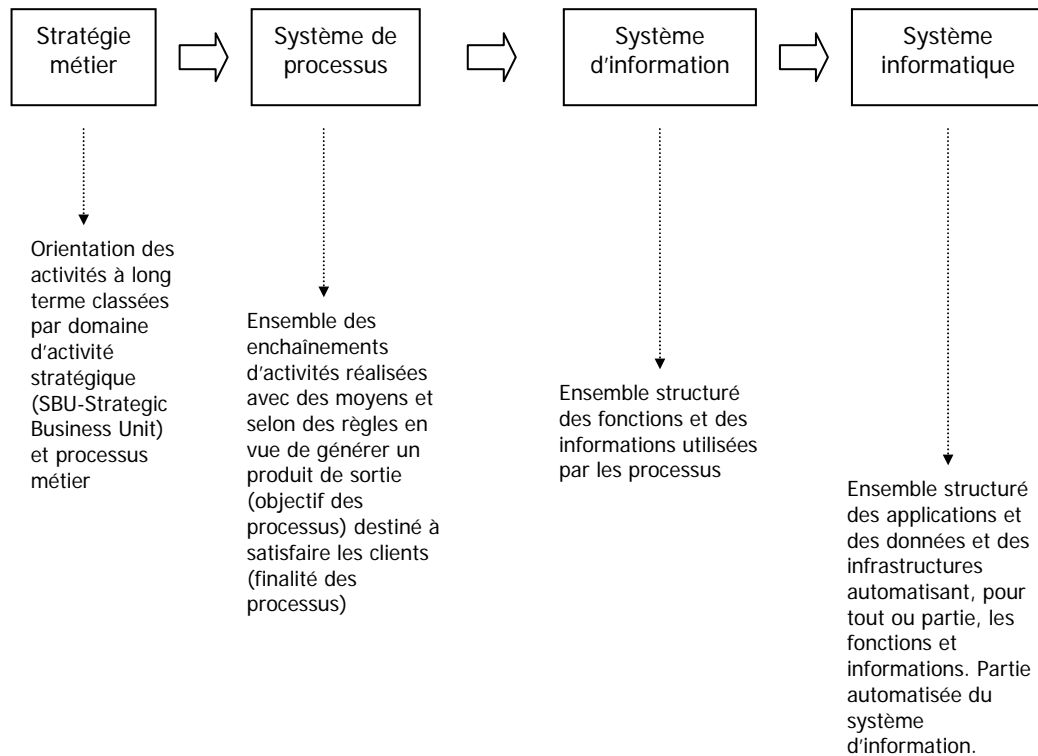 Stratégie
métier
Système de
processus
Système
d'information
Système
informatique
Orientation des
activités à long
terme classées
par domaine
d'activité
stratégique
(SBU-Strategic
Business Unit)
et processus
métier
Ensemble des
enchaînements
d'activités réalisées
avec des moyens et
selon des règles en
vue de générer un
produit de sortie
(objectif des
processus) destiné à
satisfaire les clients
(finalité des
processus)
Ensemble structuré
des fonctions et des
informations utilisées
par les processus
Ensemble structuré
des applications et
des données et des
infrastructures
automatisant, pour
tout ou partie, les
fonctions et
informations. Partie
automatisée du
système
d'information.